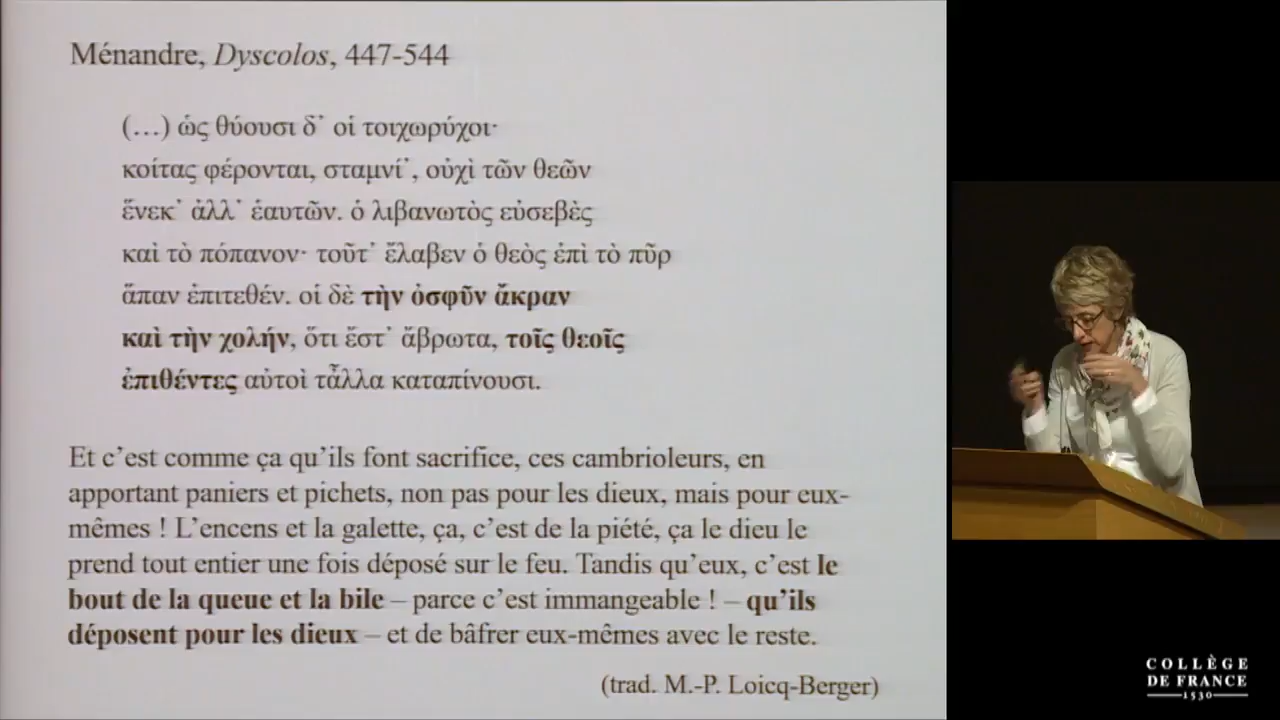 Ménandre, Dyscolos, 447-544
(…) ὡς θύουσι δ᾽ οἱ τοιχωρύχοι·
κοίτας φέρονται, σταμνί᾽, οὐχὶ τῶν θεῶν
ἕνεκ᾽ ἀλλ᾽ ἑαυτῶν. ὁ λιβανωτὸς εὐσεβὲς
καὶ τὸ πόπανον· τοῦτ᾽ ἔλαβεν ὁ θεὸς ἐπὶ τὸ πῦρ
ἅπαν ἐπιτεθέν. οἱ δὲ τὴν ὀσφῦν ἄκραν
καὶ τὴν χολήν, ὅτι ἔστ᾽ ἄβρωτα, τοῖς θεοῖς
ἐπιθέντες αὐτοὶ τἆλλα καταπίνουσι.
Et c’est comme ça qu’ils font sacrifice, ces cambrioleurs, en
apportant paniers et pichets, non pas pour les dieux, mais pour eux-
mêmes ! L’encens et la galette, ça, c’est de la piété, ça le dieu le
prend tout entier une fois déposé sur le feu. Tandis qu’eux, c’est le
bout de la queue et la bile – parce c’est immangeable ! – qu’ils
déposent pour les dieux – et de bâfrer eux-mêmes avec le reste.
(trad. M.-P. Loicq-Berger)
COLLÈGE
DE FRANCE
1530